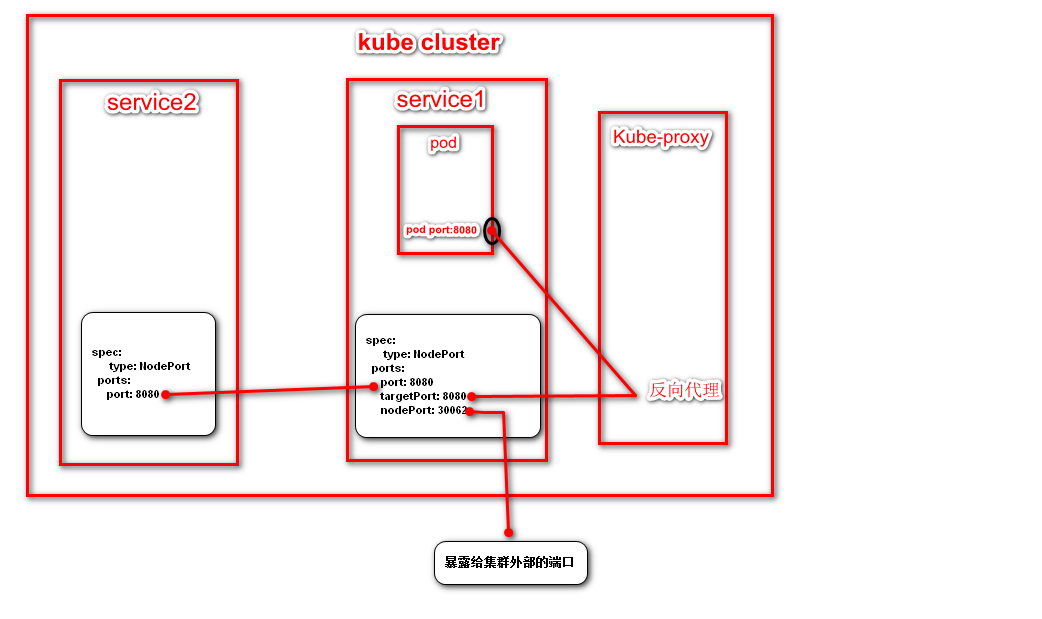 kube cluster
service2
service1
pod
Kube-proxy
pod port:8080
spec:
type: NodePort
ports:
port: 8080
spec:
type: NodePort
ports:
port: 8080
targetPort: 8080
nodePort: 30062
反向代理
暴露给集群外部的端口